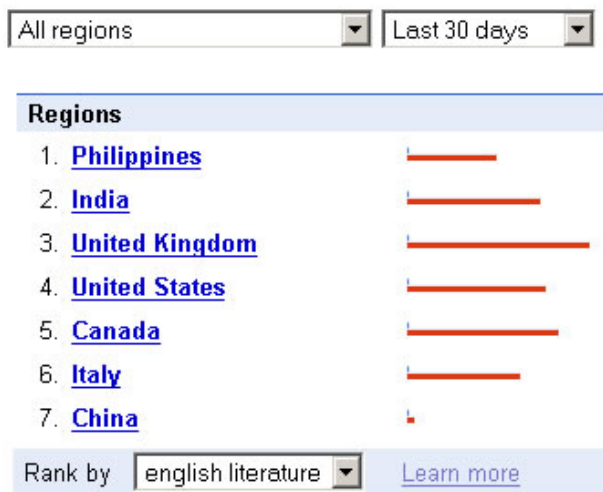 All regions Last 30 days
Regions
1. Philippines
2. India
3. United Kingdom
4. United States
5. Canada
6. Italy
7. China
Rank by english literature Learn more